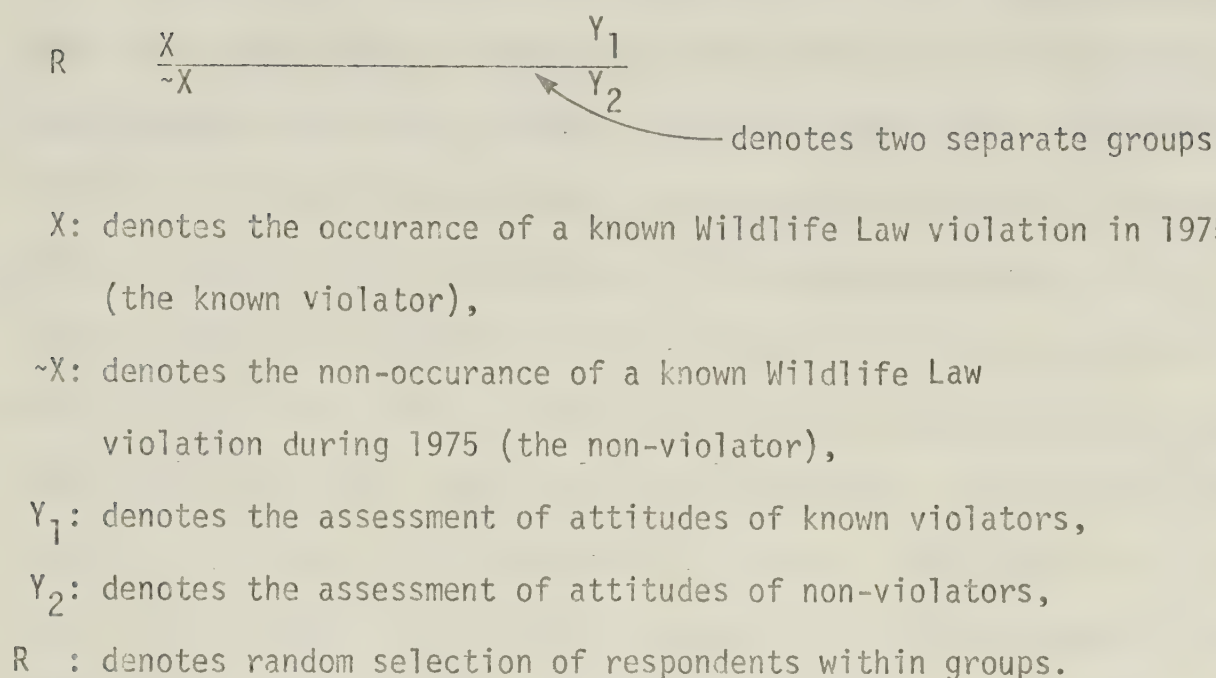 X Y1
R
~X Y2
denotes two separate groups
X: denotes the occurance of a known Wildlife Law violation in 197
(the known violator),
~X: denotes the non-occurance of a known Wildlife Law
violation during 1975 (the non-violator),
Y1: denotes the assessment of attitudes of known violators,
Y2: denotes the assessment of attitudes of non-violators,
R : denotes random selection of respondents within groups.